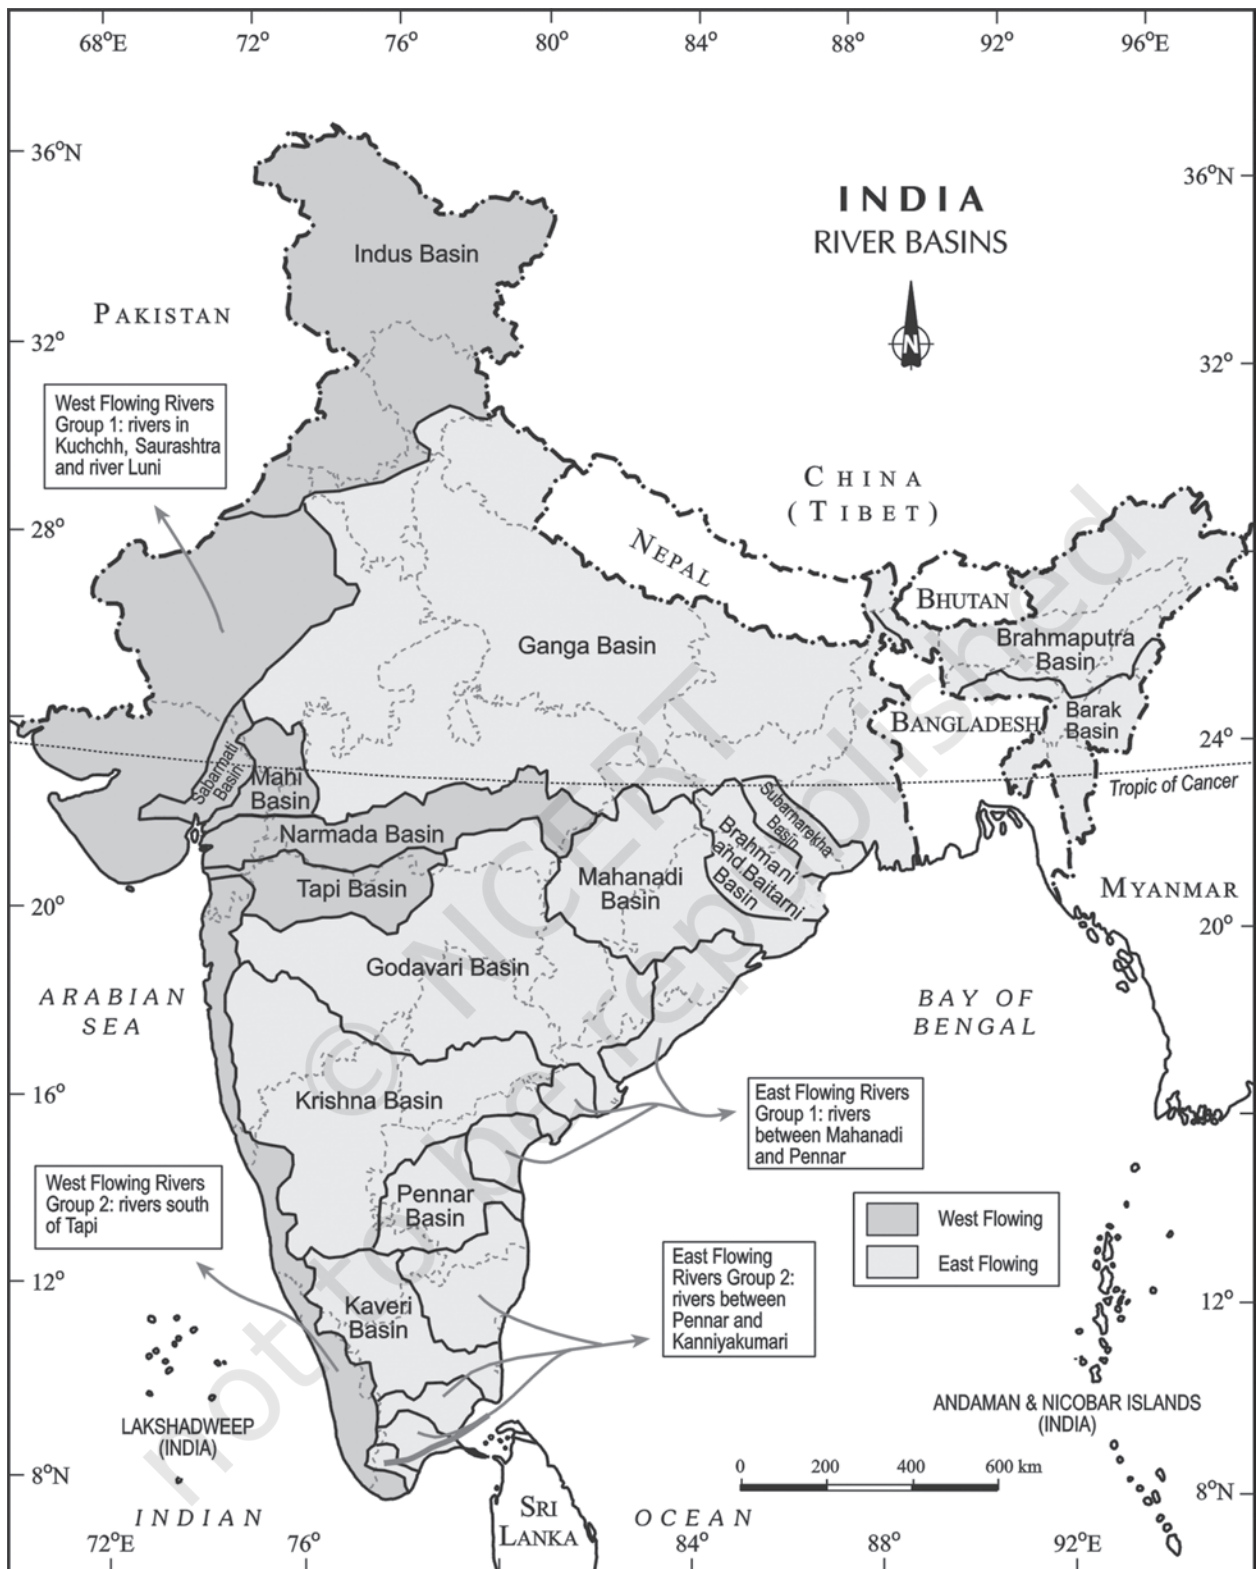 68°E 72° 76° 80° 84° 88° 92° 96°E
36°N
36°N
INDIA
RIVER BASINS
N
Indus Basin
PAKISTAN
32°
32°
West Flowing Rivers
Group 1: rivers in
Kuchchh, Saurashtra
and river Luni
CHINA
(TIBET)
28°
28°
NEPAL
BHUTAN
Brahmaputra
Basin
Ganga Basin
BANGLADESH
Barak
Basin
24°
Tropic of Cancer
Sabarmati
Basin
Mahi
Basin
Narmada Basin
Subarnarekha
Basin
Brahmani
and Baitarni
Basin
Mahanadi
Basin
Tapi Basin
MYANMAR
20°
20°
Godavari Basin
ARABIAN
SEA
BAY OF
BENGAL
16°
Krishna Basin
East Flowing Rivers
Group 1: rivers
between Mahanadi
and Pennar
West Flowing Rivers
Group 2: rivers south
of Tapi
Pennar
Basin
West Flowing
East Flowing
East Flowing
Rivers Group 2:
rivers between
Pennar and
Kanniyakumari
12°
12°
Kaveri
Basin
LAKSHADWEEP
(INDIA)
ANDAMAN & NICOBAR ISLANDS
(INDIA)
0 200 400 600 km
8°N
8°N
INDIAN
OCEAN
SRI
LANKA
72°E 76° 84° 88° 92°E
© NCERT
not to be republished